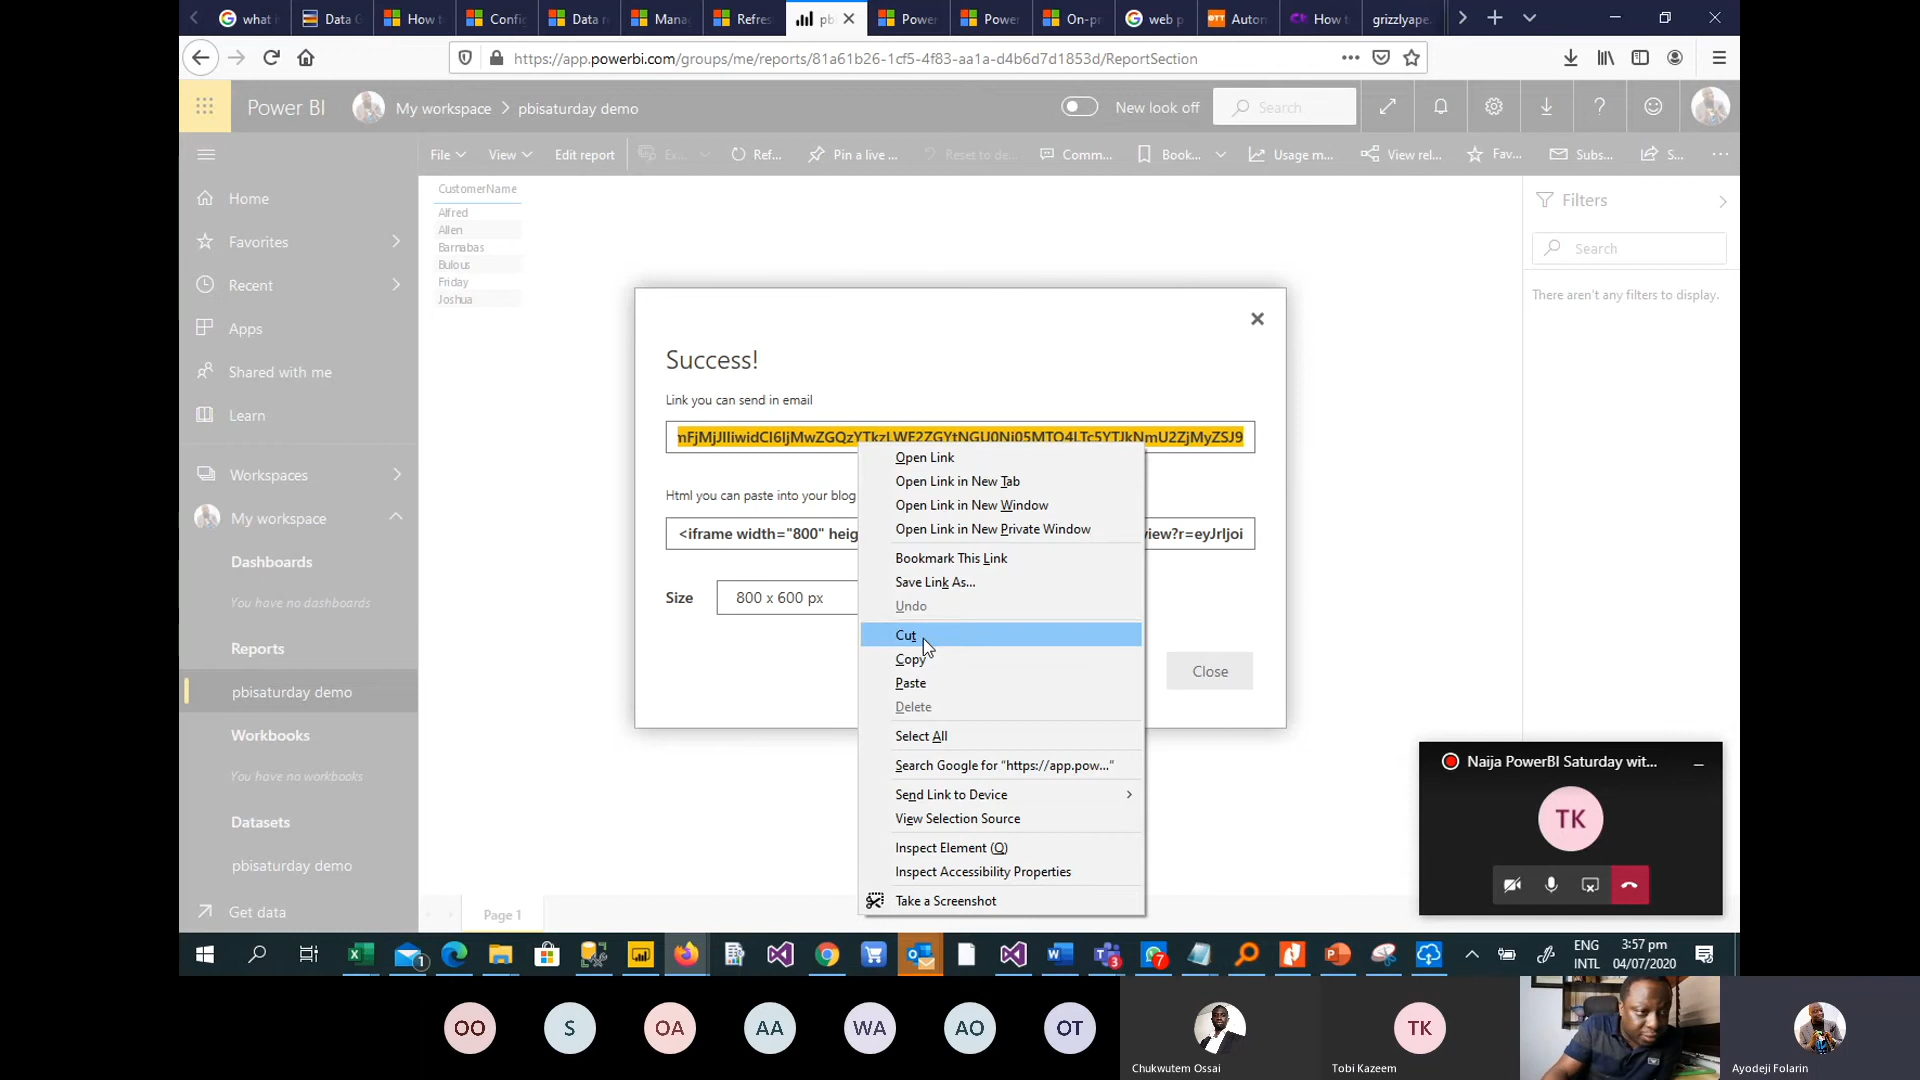 what i
Data G
How t
Config
Data r
Mana
Refres
pb
Power
Power
On-pr
web p
Autom
How t
grizzlyape
https://app.powerbi.com/groups/me/reports/81a61b26-1cf5-4f83-aa1a-d4b6d7d1853d/ReportSection
Power BI
My workspace > pbisaturday demo
New look off
Search
File
View
Edit report
Ref...
Pin a live ...
Reset to de...
Comm...
Book...
Usage m...
View rel...
Fav...
Subs...
S...
Home
Favorites
Recent
Apps
Shared with me
Learn
Workspaces
My workspace
Dashboards
You have no dashboards
Reports
pbisaturday demo
Workbooks
You have no workbooks
Datasets
pbisaturday demo
Get data
CustomerName
Alfred
Allen
Barnabas
Bulous
Friday
Joshua
Page 1
Filters
Search
There aren't any filters to display.
Success!
Link you can send in email
Html you can paste into your blog
<iframe width="800" heig
iew?r=eyJrIjoi
Size
800 x 600 px
Close
Open Link
Open Link in New Tab
Open Link in New Window
Open Link in New Private Window
Bookmark This Link
Save Link As...
Undo
Cut
Copy
Paste
Delete
Select All
Search Google for "https://app.pow..."
Send Link to Device
View Selection Source
Inspect Element (Q)
Inspect Accessibility Properties
Take a Screenshot
Naija PowerBI Saturday wit...
TK
1
3
7
ENG
INTL
3:57 pm
04/07/2020
OO
S
OA
AA
WA
AO
OT
TK
Chukwutem Ossai
Tobi Kazeem
Ayodeji Folarin